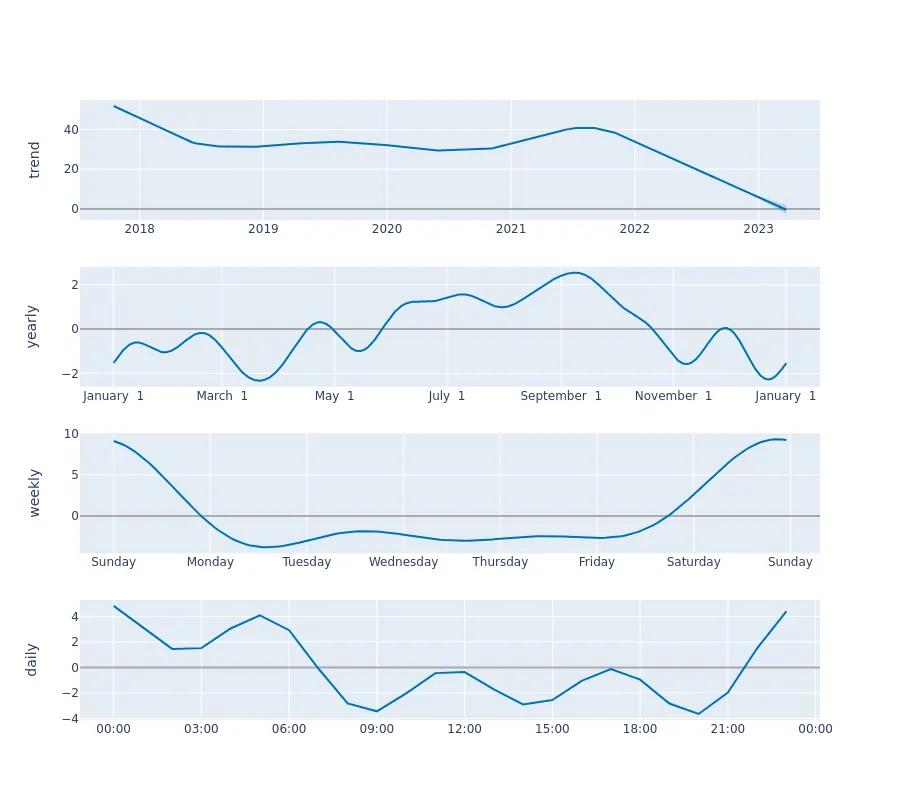 trend
40
20
0
2018 2019 2020 2021 2022 2023
yearly
2
0
−2
January 1 March 1 May 1 July 1 September 1 November 1 January 1
weekly
10
5
0
Sunday Monday Tuesday Wednesday Thursday Friday Saturday Sunday
daily
4
2
0
−2
−4
00:00 03:00 06:00 09:00 12:00 15:00 18:00 21:00 00:00